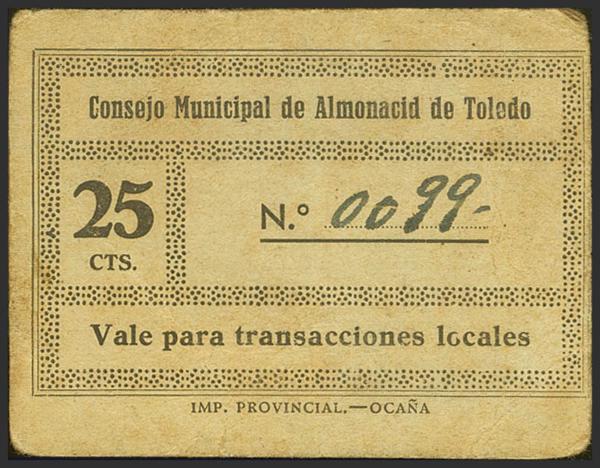 Consejo Municipal de Almonacid de Toledo
25
CTS.
N.º 0099-
Vale para transacciones locales
IMP. PROVINCIAL.—OCAÑA